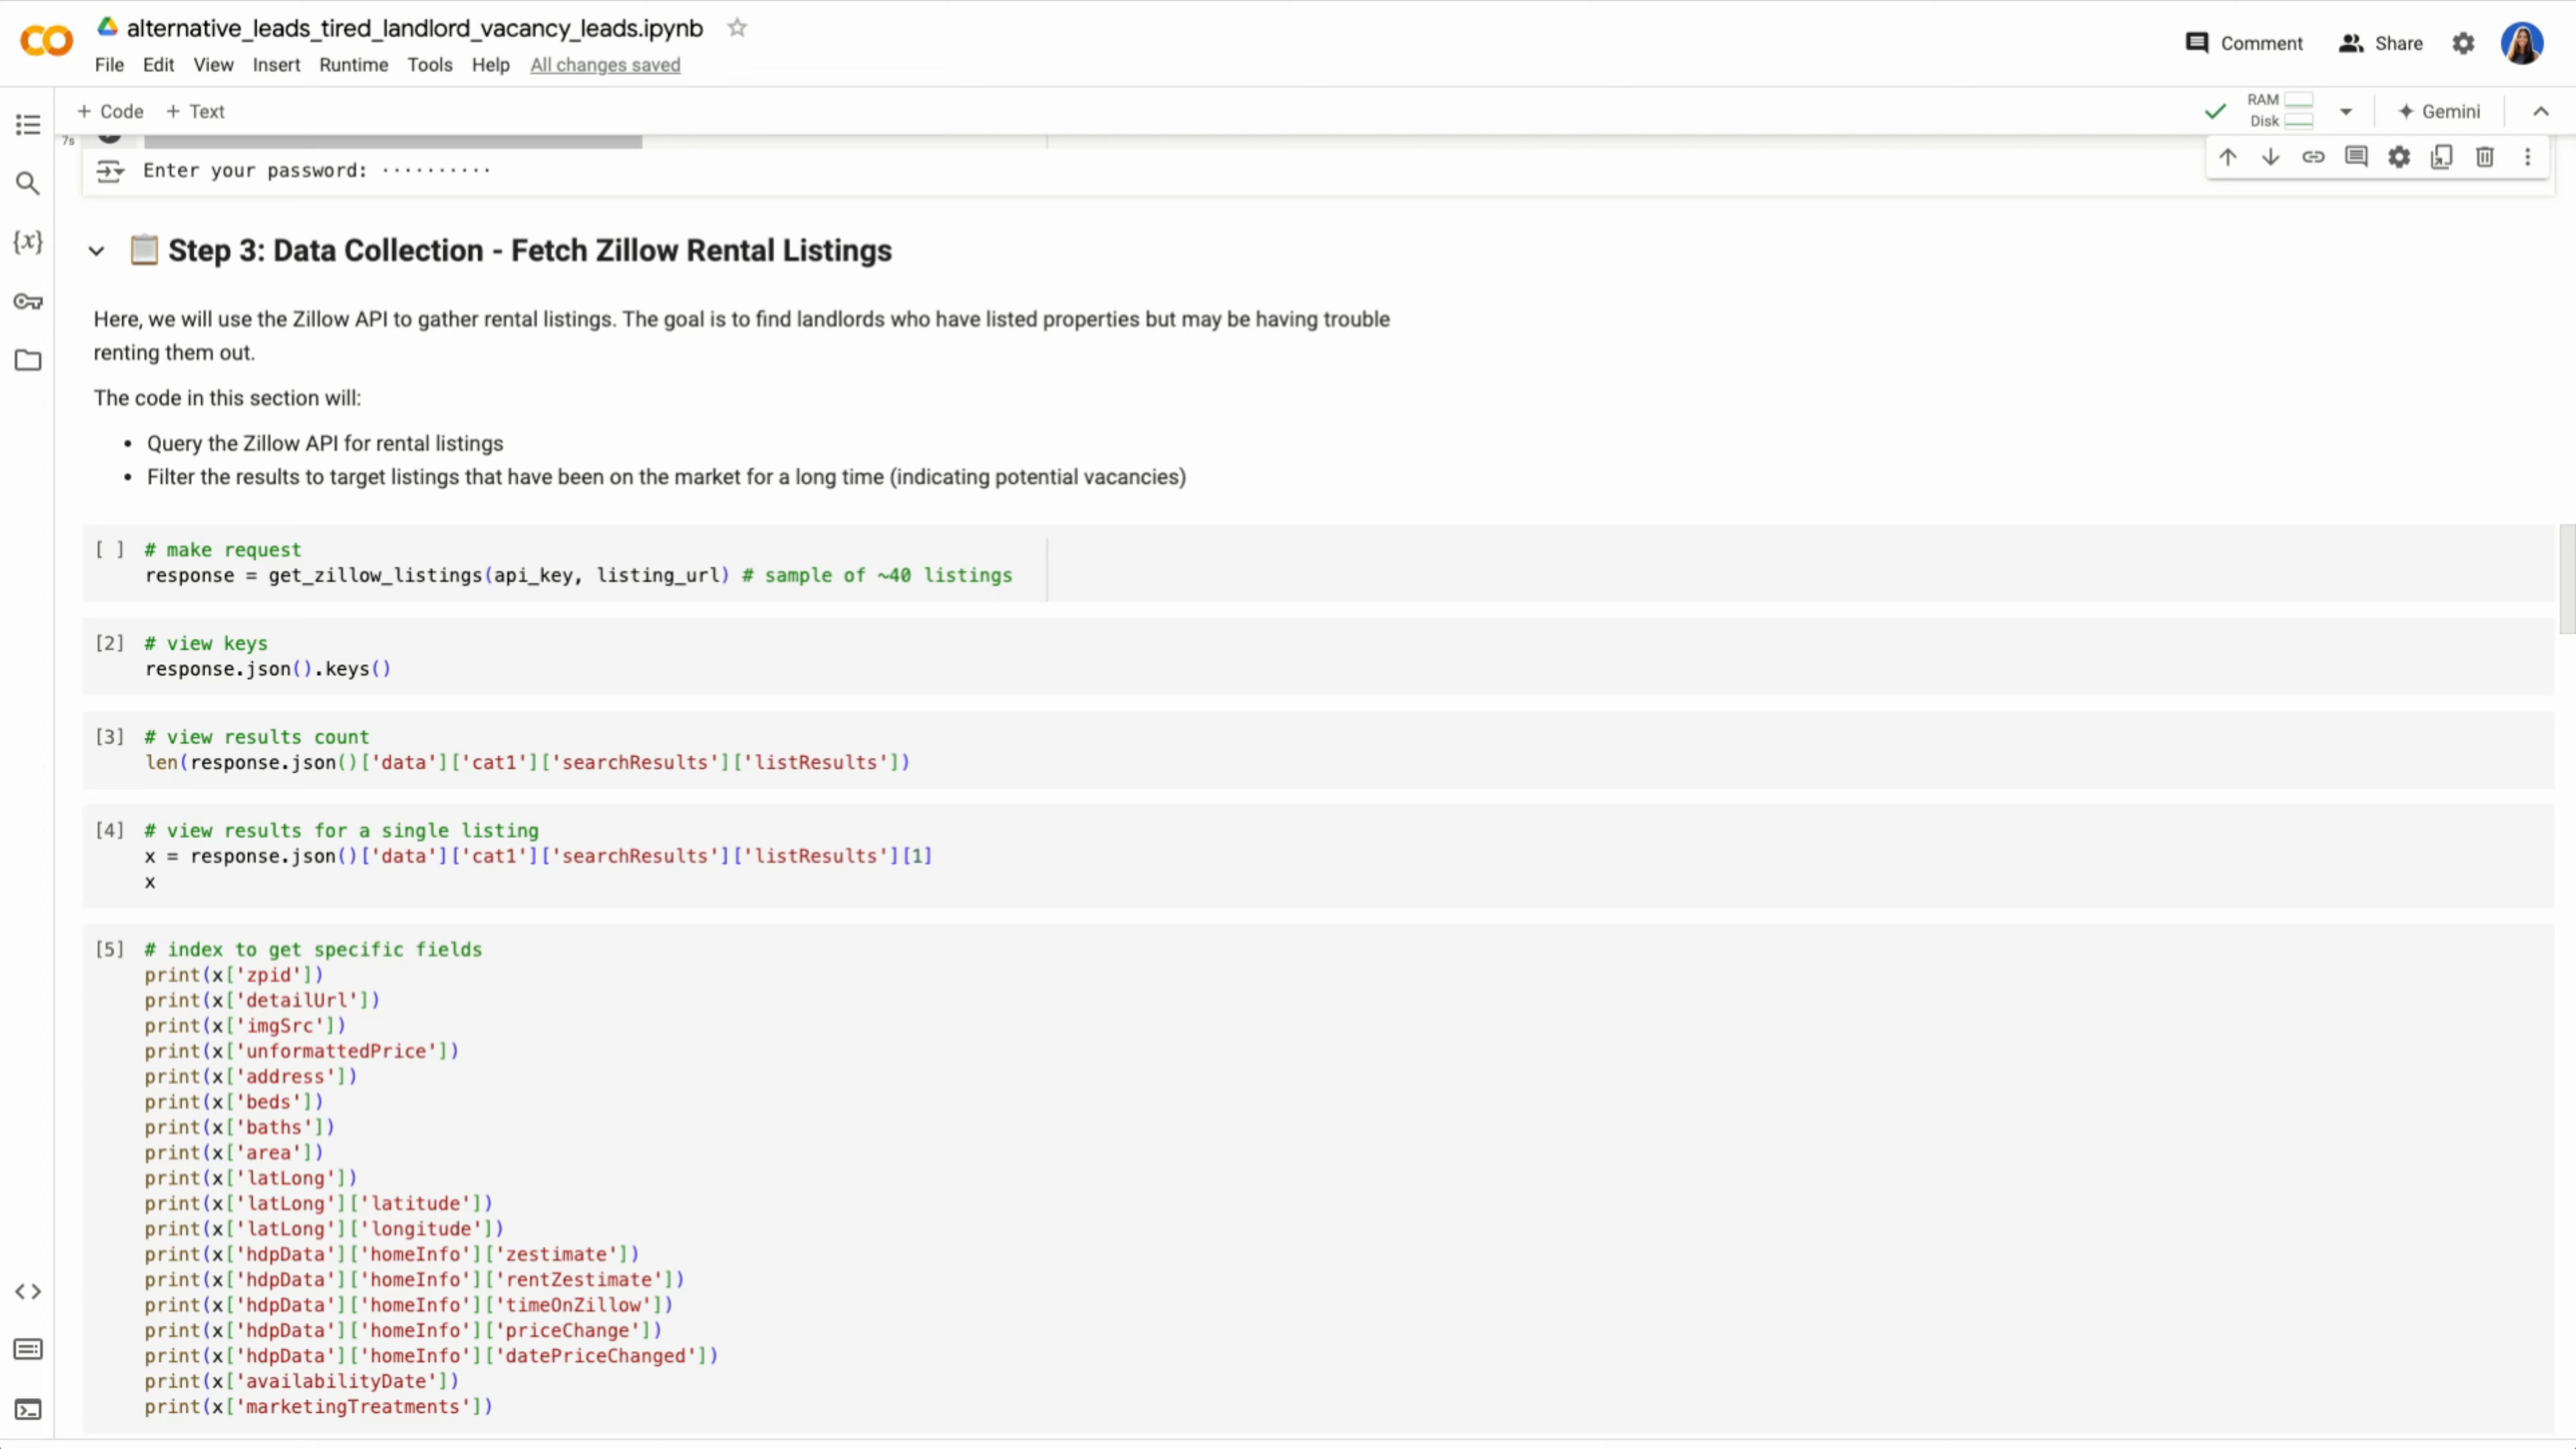 alternative_leads_tired_landlord_vacancy_leads.ipynb
File Edit View Insert Runtime Tools Help All changes saved
Comment Share
+ Code + Text
RAM
Disk
Gemini
7s
Enter your password: ··········
Step 3: Data Collection - Fetch Zillow Rental Listings
Here, we will use the Zillow API to gather rental listings. The goal is to find landlords who have listed properties but may be having trouble
renting them out.
The code in this section will:
• Query the Zillow API for rental listings
• Filter the results to target listings that have been on the market for a long time (indicating potential vacancies)
[ ] # make request
response = get_zillow_listings(api_key, listing_url) # sample of ~40 listings
[2] # view keys
response.json().keys()
[3] # view results count
len(response.json()['data']['cat1']['searchResults']['listResults'])
[4] # view results for a single listing
x = response.json()['data']['cat1']['searchResults']['listResults'][1]
x
[5] # index to get specific fields
print(x['zpid'])
print(x['detailUrl'])
print(x['imgSrc'])
print(x['unformattedPrice'])
print(x['address'])
print(x['beds'])
print(x['baths'])
print(x['area'])
print(x['latLong'])
print(x['latLong']['latitude'])
print(x['latLong']['longitude'])
print(x['hdpData']['homeInfo']['zestimate'])
print(x['hdpData']['homeInfo']['rentZestimate'])
print(x['hdpData']['homeInfo']['timeOnZillow'])
print(x['hdpData']['homeInfo']['priceChange'])
print(x['hdpData']['homeInfo']['datePriceChanged'])
print(x['availabilityDate'])
print(x['marketingTreatments'])